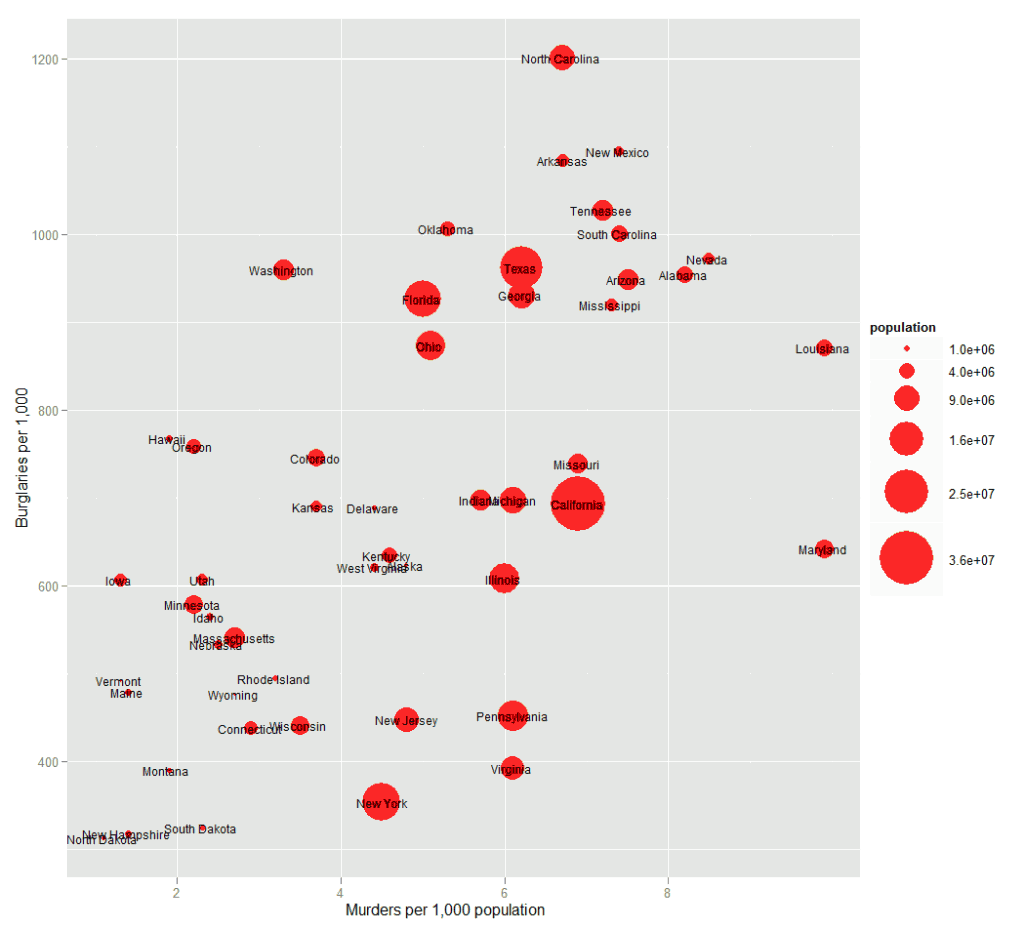 1200
North Carolina
New Mexico
Arkansas
Tennessee
Oklahoma
South Carolina
1000
Nevada
Washington
Texas
Alabama
Arizona
Georgia
Florida
Mississippi
population
Ohio
Louisiana
1.0e+06
4.0e+06
9.0e+06
1.6e+07
2.5e+07
3.6e+07
800
Hawaii
Oregon
Colorado
Missouri
Burglaries per 1,000
Indiana
Michigan
California
Kansas
Delaware
Maryland
Kentucky
West Virginia
Alaska
600
Iowa
Utah
Illinois
Minnesota
Idaho
Massachusetts
Nebraska
Vermont
Rhode Island
Maine
Wyoming
New Jersey
Pennsylvania
Connecticut
Wisconsin
400
Montana
Virginia
New York
New Hampshire
South Dakota
North Dakota
2
4
6
8
Murders per 1,000 population